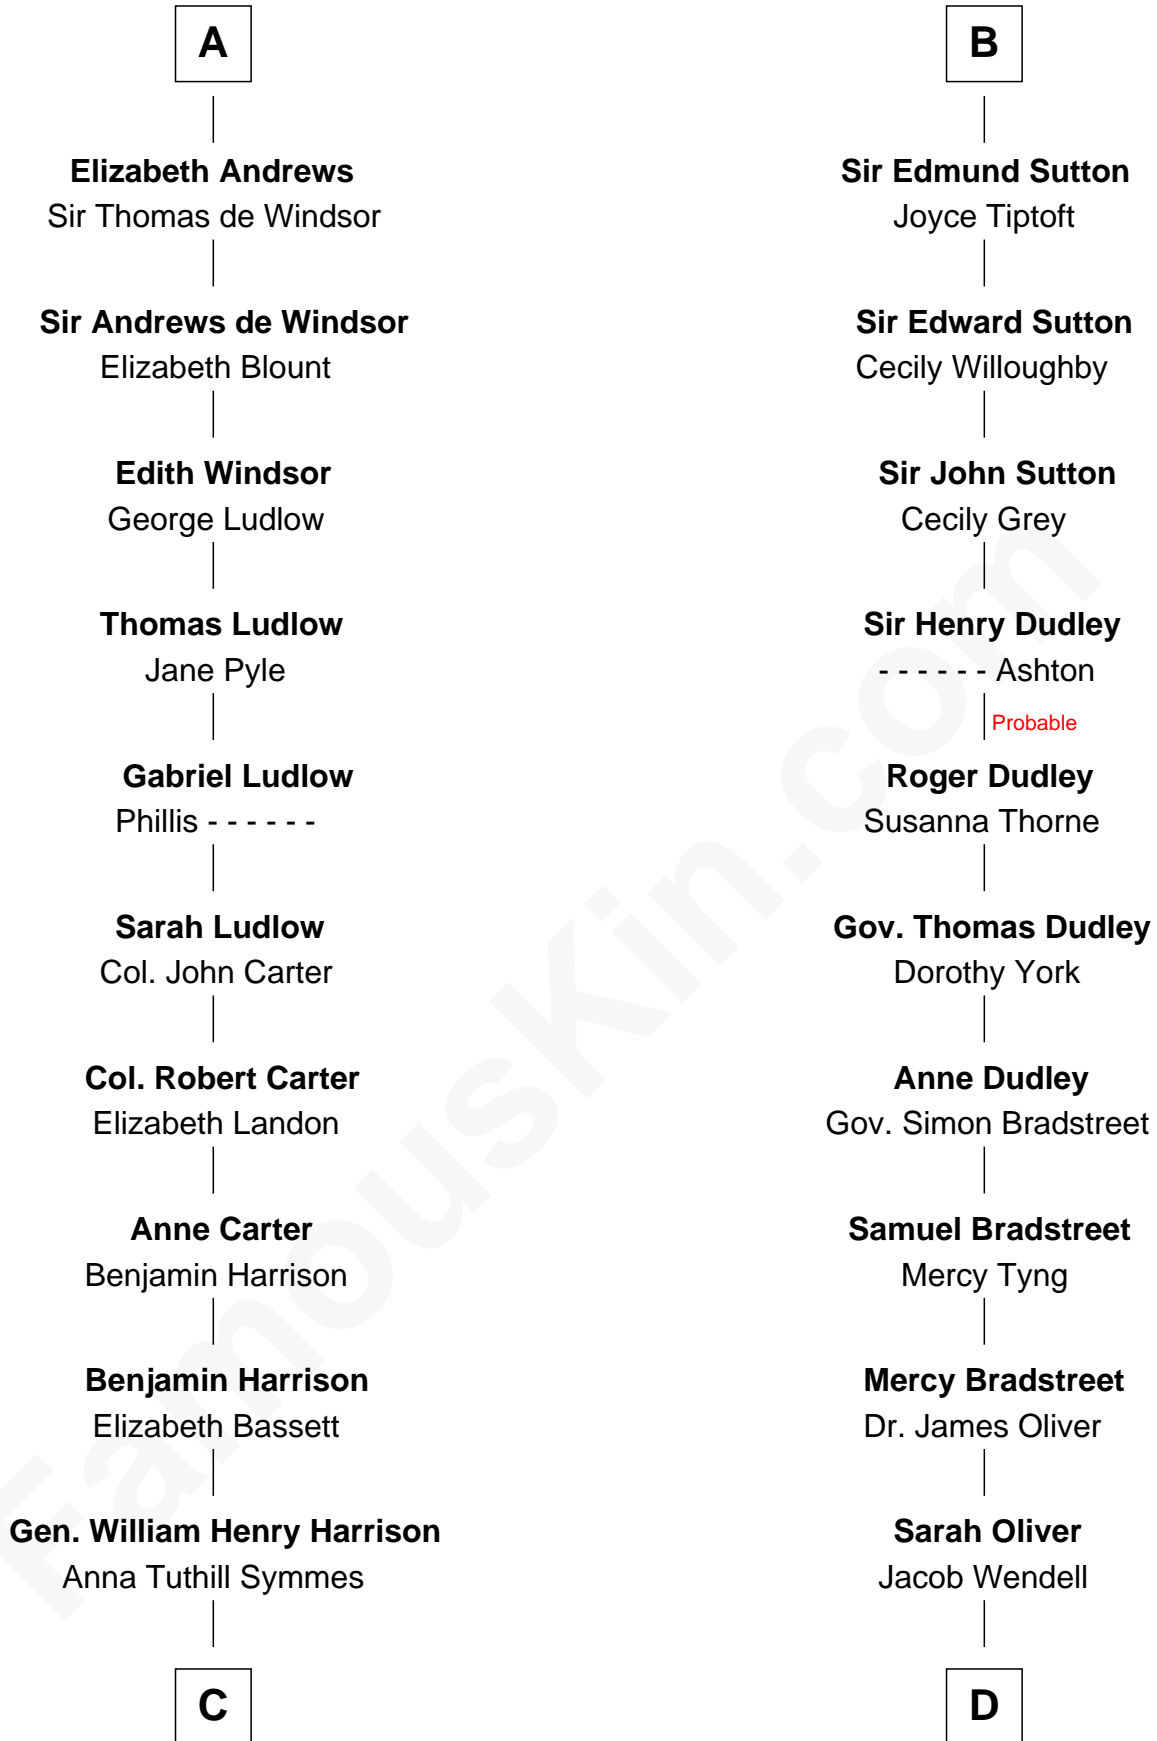 A
Elizabeth Andrews
Sir Thomas de Windsor
Sir Andrews de Windsor
Elizabeth Blount
Edith Windsor
George Ludlow
Thomas Ludlow
Jane Pyle
Gabriel Ludlow
Phillis - - - - - -
Sarah Ludlow
Col. John Carter
Col. Robert Carter
Elizabeth Landon
Anne Carter
Benjamin Harrison
Benjamin Harrison
Elizabeth Bassett
Gen. William Henry Harrison
Anna Tuthill Symmes
C
B
Sir Edmund Sutton
Joyce Tiptoft
Sir Edward Sutton
Cecily Willoughby
Sir John Sutton
Cecily Grey
Sir Henry Dudley
- - - - - - Ashton
Probable
Roger Dudley
Susanna Thorne
Gov. Thomas Dudley
Dorothy York
Anne Dudley
Gov. Simon Bradstreet
Samuel Bradstreet
Mercy Tyng
Mercy Bradstreet
Dr. James Oliver
Sarah Oliver
Jacob Wendell
D
FamousKin.com